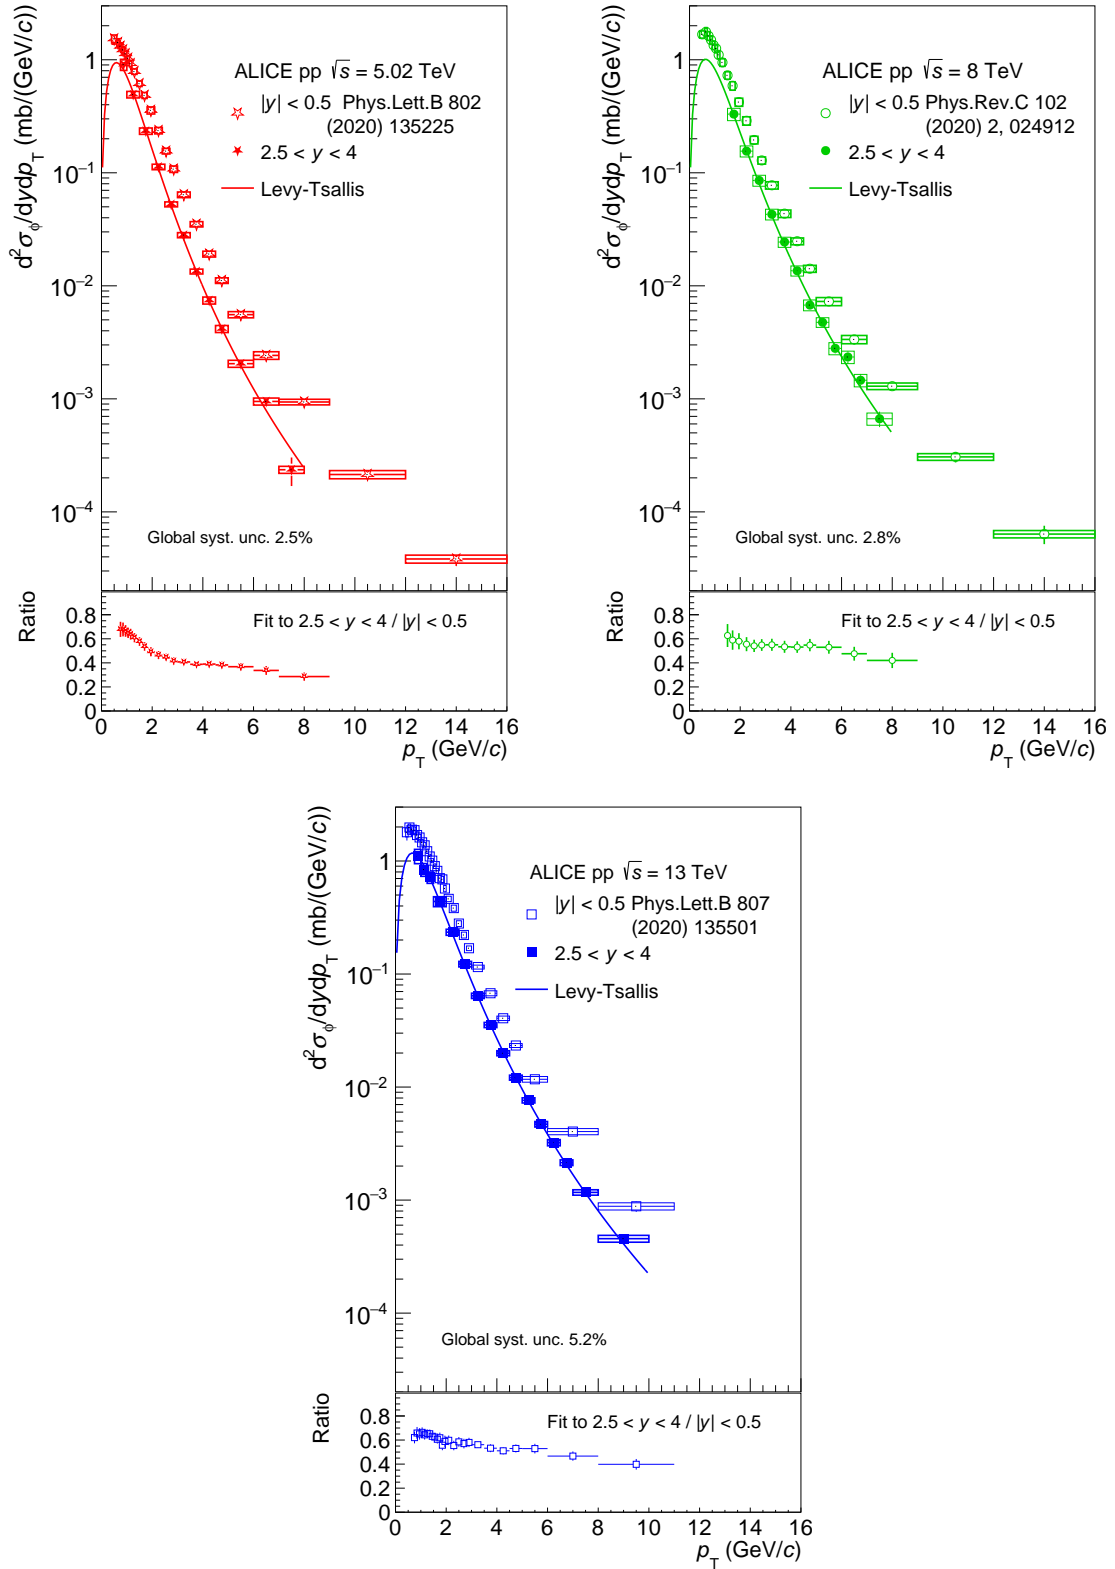 d²σϕ/dydpT (mb/(GeV/c))
1
10⁻¹
10⁻²
10⁻³
10⁻⁴
ALICE pp √s = 5.02 TeV
|y| < 0.5 Phys.Lett.B 802
(2020) 135225
2.5 < y < 4
Levy-Tsallis
Global syst. unc. 2.5%
Ratio
0.8
0.6
0.4
0.2
0
Fit to 2.5 < y < 4 / |y| < 0.5
0 2 4 6 8 10 12 14 16
pT (GeV/c)
d²σϕ/dydpT (mb/(GeV/c))
1
10⁻¹
10⁻²
10⁻³
10⁻⁴
ALICE pp √s = 8 TeV
|y| < 0.5 Phys.Rev.C 102
(2020) 2, 024912
2.5 < y < 4
Levy-Tsallis
Global syst. unc. 2.8%
Ratio
0.8
0.6
0.4
0.2
0
Fit to 2.5 < y < 4 / |y| < 0.5
0 2 4 6 8 10 12 14 16
pT (GeV/c)
d²σϕ/dydpT (mb/(GeV/c))
1
10⁻¹
10⁻²
10⁻³
10⁻⁴
ALICE pp √s = 13 TeV
|y| < 0.5 Phys.Lett.B 807
(2020) 135501
2.5 < y < 4
Levy-Tsallis
Global syst. unc. 5.2%
Ratio
0.8
0.6
0.4
0.2
0
Fit to 2.5 < y < 4 / |y| < 0.5
0 2 4 6 8 10 12 14 16
pT (GeV/c)